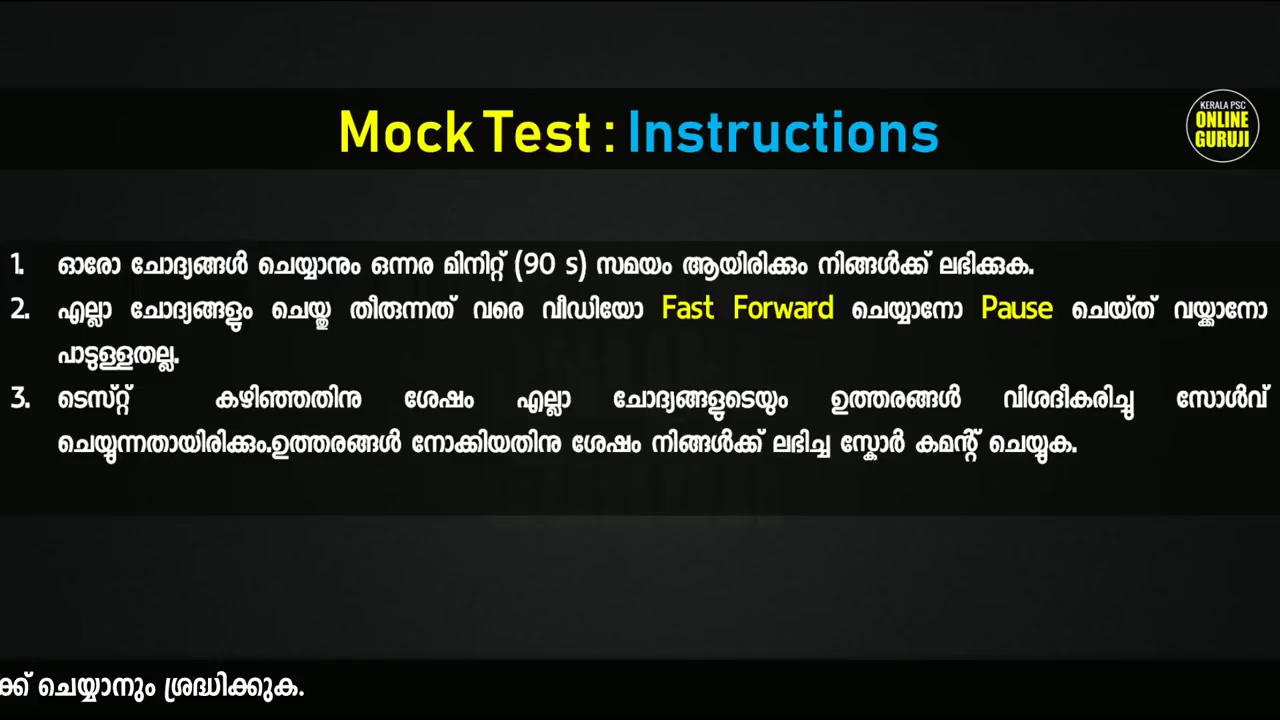 Mock Test : Instructions
KERALA PSC
ONLINE
GURUJI
1. ഓരോ ചോദ്യങ്ങൾ ചെയ്യാനും ഒന്നര മിനിറ്റ് (90 s) സമയം ആയിരിക്കും നിങ്ങൾക്ക് ലഭിക്കുക.
2. എല്ലാ ചോദ്യങ്ങളും ചെയ്തു തീരുന്നത് വരെ വീഡിയോ Fast Forward ചെയ്യാനോ Pause ചെയ്ത് വയ്ക്കാനോ
പാടുള്ളതല്ല.
3. ടെസ്റ്റ് കഴിഞ്ഞതിനു ശേഷം എല്ലാ ചോദ്യങ്ങളുടെയും ഉത്തരങ്ങൾ വിശദീകരിച്ചു സോൾവ്
ചെയ്യുന്നതായിരിക്കും.ഉത്തരങ്ങൾ നോക്കിയതിനു ശേഷം നിങ്ങൾക്ക് ലഭിച്ച സ്കോർ കമന്റ് ചെയ്യുക.
ചെയ്യാനും ശ്രദ്ധിക്കുക.